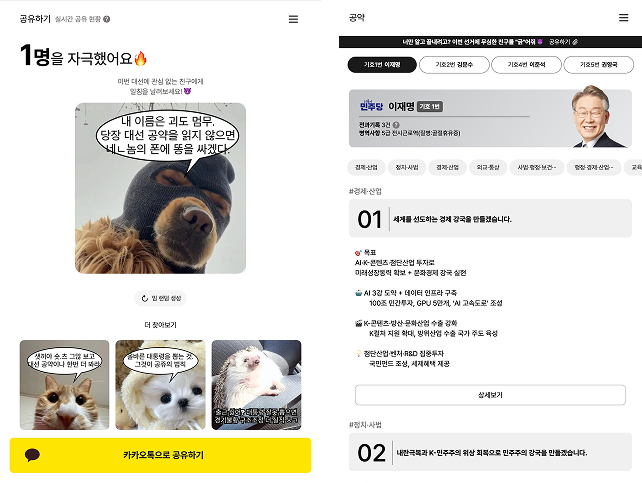 공유하기 실시간 공유 현황
1명을 자극했어요🔥
이번 대선에 관심 없는 친구에게
일침을 날려보세요! 😈
내 이름은 괴도 멈무.
당장 대선 공약을 읽지 않으면
네ㄴ놈의 폰에 똥을 싸겠다.
밈 랜덤 생성
더 찾아보기
쇼츠 그만 보고
대선 공약이나 한번 더 봐라
올바른 대통령을 뽑는 것,
그것이 공유의 법칙
카카오톡으로 공유하기
공약
너만 알고 끝내려고? 이번 선거에 무심한 친구를 "긁"어줘 😈 공유하기
기호1번 이재명
기호2번 김문수
기호4번 이준석
기호5번 권영국
민주당 이재명 기호 1번
전과기록 3건
병역사항 5급 전시근로역(질병:골절후유증)
경제·산업
정치·사법
경제·산업
외교·통상
사법·행정·보건···
행정·경제·산업···
교육
#경제·산업
01 세계를 선도하는 경제 강국을 만들겠습니다.
🎯 목표
AI·K-콘텐츠·첨단산업 투자로
미래성장동력 확보 + 문화경제 강국 실현
AI 3강 도약 + 데이터 인프라 구축
100조 민간투자, GPU 5만개, 'AI 고속도로' 조성
K-콘텐츠·방산·문화산업 수출 강화
K컬처 지원 확대, 방위산업 수출 국가 주도 육성
💡 첨단산업·벤처·R&D 집중투자
국민펀드 조성, 세제혜택 제공
상세보기
#정치·사법
02 내란극복과 K-민주주의 위상 회복으로 민주주의 강국을 만들겠습니다.